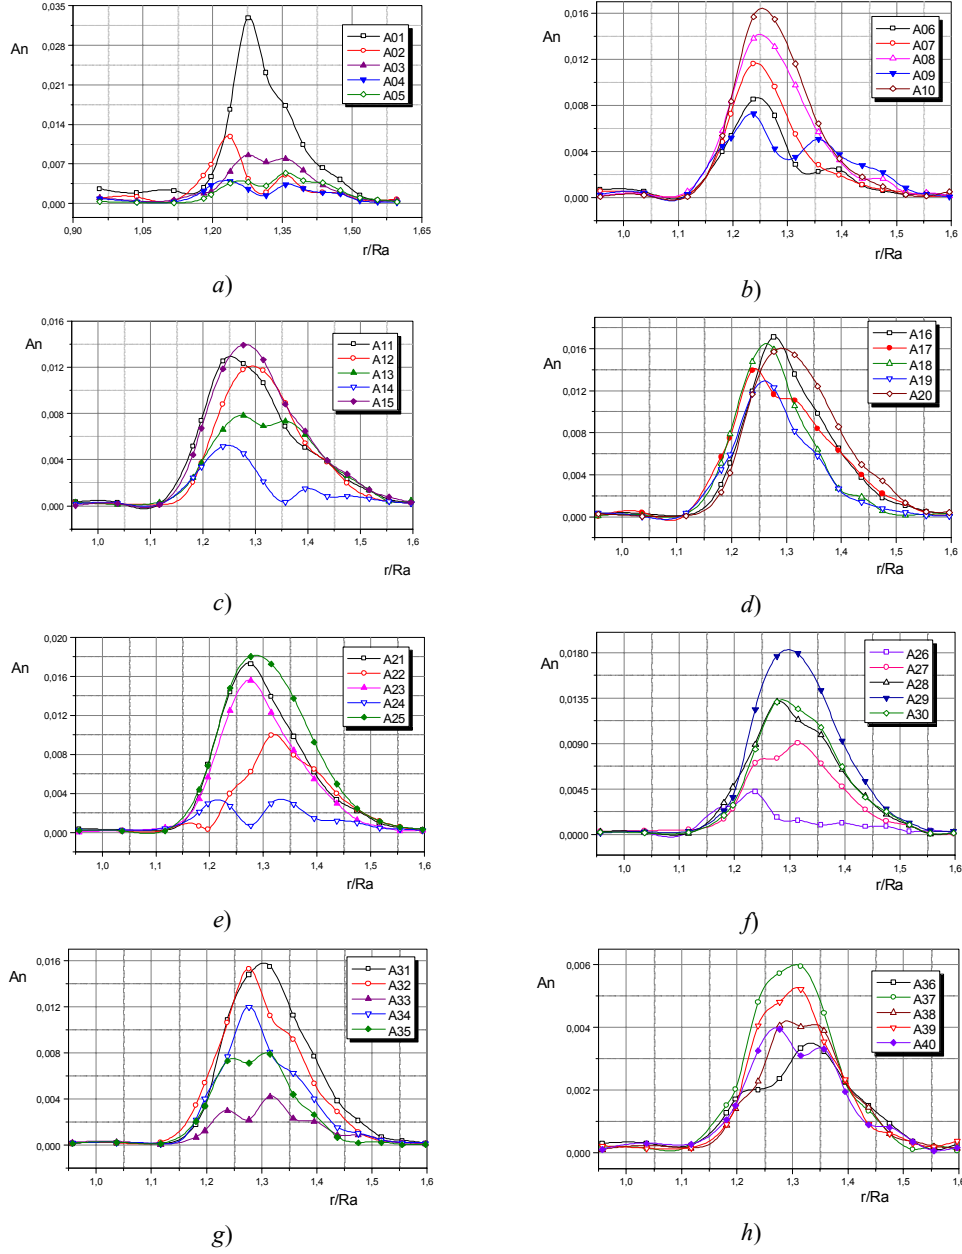 0,035
0,028
0,021
0,014
0,007
0,000
An
0,90 1,05 1,20 1,35 1,50 1,65
r/Ra
A01
A02
A03
A04
A05
a)
0,016
0,012
0,008
0,004
0,000
An
1,0 1,1 1,2 1,3 1,4 1,5 1,6
r/Ra
A06
A07
A08
A09
A10
b)
0,016
0,012
0,008
0,004
0,000
An
1,0 1,1 1,2 1,3 1,4 1,5 1,6
r/Ra
A11
A12
A13
A14
A15
c)
0,016
0,012
0,008
0,004
0,000
An
1,0 1,1 1,2 1,3 1,4 1,5 1,6
r/Ra
A16
A17
A18
A19
A20
d)
0,020
0,016
0,012
0,008
0,004
0,000
An
1,0 1,1 1,2 1,3 1,4 1,5 1,6
r/Ra
A21
A22
A23
A24
A25
e)
0,0180
0,0135
0,0090
0,0045
0,0000
An
1,0 1,1 1,2 1,3 1,4 1,5 1,6
r/Ra
A26
A27
A28
A29
A30
f)
0,016
0,012
0,008
0,004
0,000
An
1,0 1,1 1,2 1,3 1,4 1,5 1,6
r/Ra
A31
A32
A33
A34
A35
g)
0,006
0,004
0,002
0,000
An
1,0 1,1 1,2 1,3 1,4 1,5 1,6
r/Ra
A36
A37
A38
A39
A40
h)